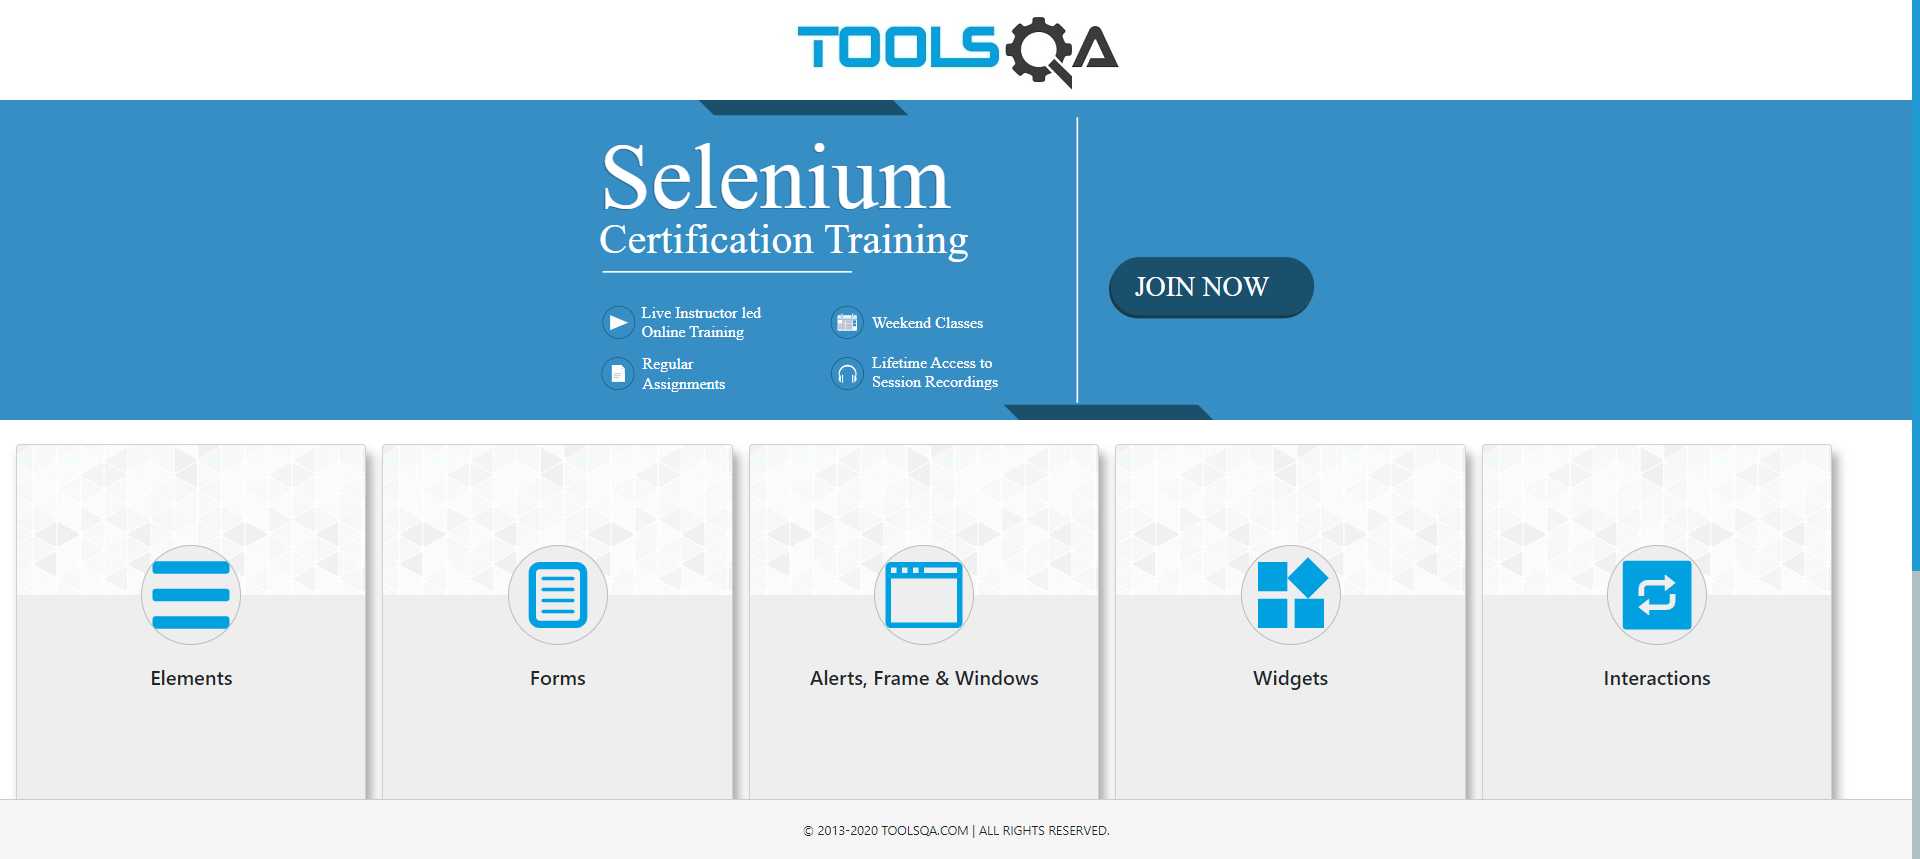 TOOLSQA
Selenium
Certification Training
JOIN NOW
Live Instructor led
Online Training
Weekend Classes
Regular
Assignments
Lifetime Access to
Session Recordings
Elements
Forms
Alerts, Frame & Windows
Widgets
Interactions
© 2013-2020 TOOLSQA.COM | ALL RIGHTS RESERVED.